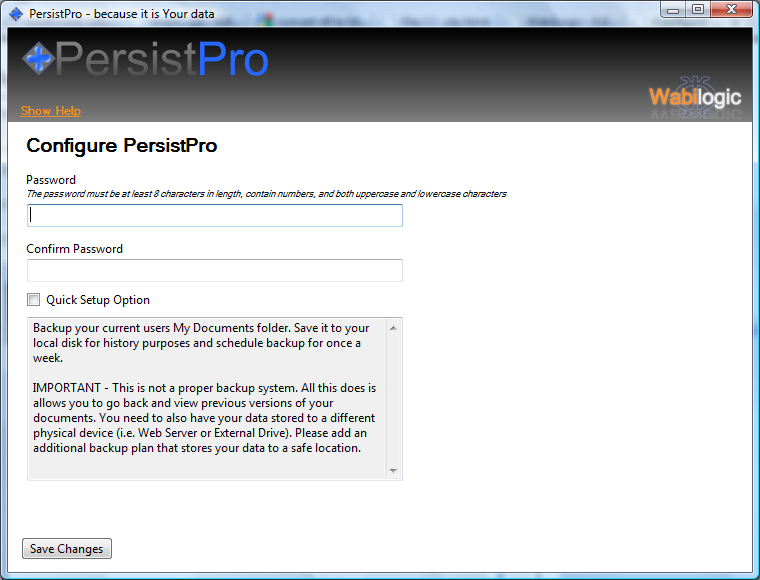 PersistPro - because it is Your data
PersistPro
Show Help
Wabilogic
Configure PersistPro
Password
The password must be at least 8 characters in length, contain numbers, and both uppercase and lowercase characters
Confirm Password
Quick Setup Option
Backup your current users My Documents folder. Save it to your
local disk for history purposes and schedule backup for once a
week.
IMPORTANT - This is not a proper backup system. All this does is
allows you to go back and view previous versions of your
documents. You need to also have your data stored to a different
physical device (i.e. Web Server or External Drive). Please add an
additional backup plan that stores your data to a safe location.
Save Changes